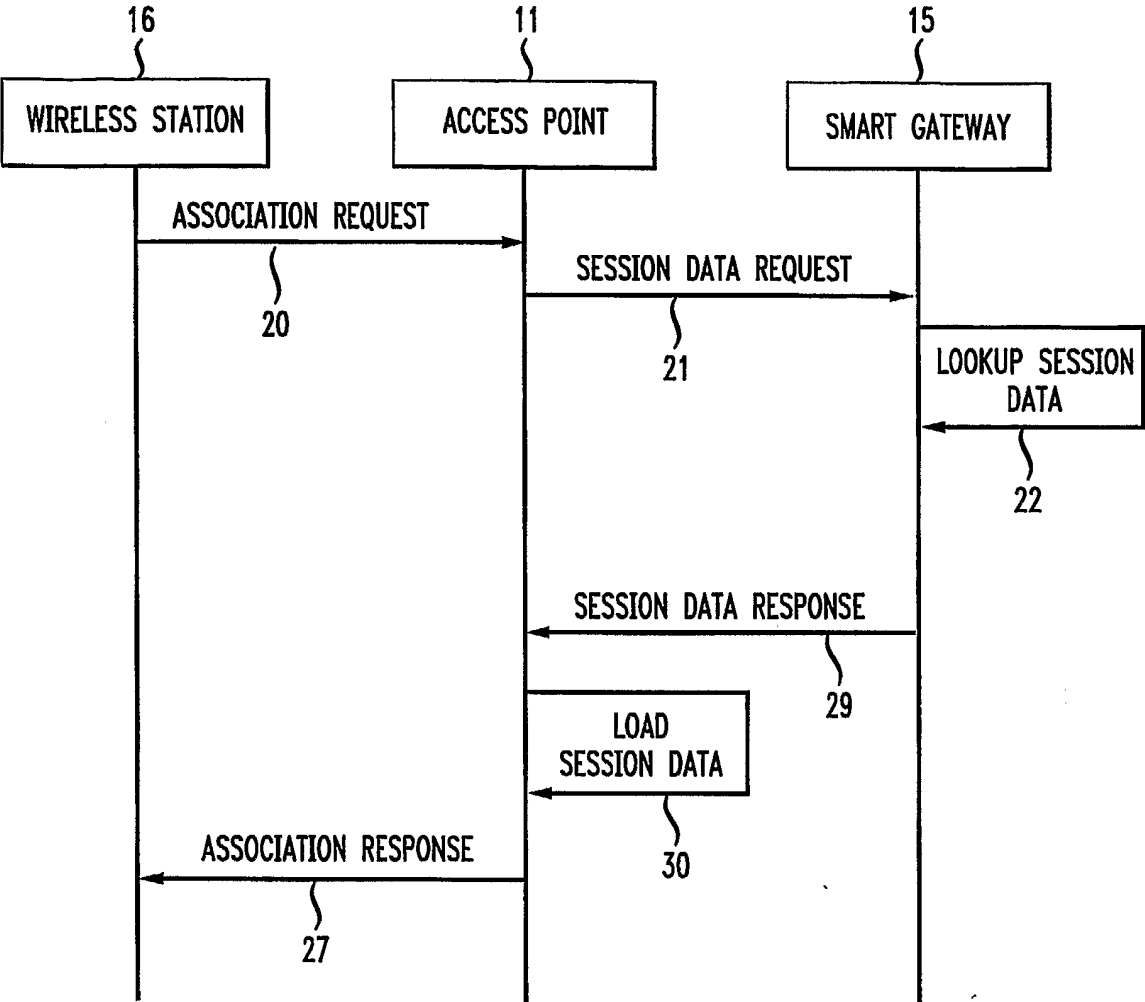 16
11
15
WIRELESS STATION
ACCESS POINT
SMART GATEWAY
ASSOCIATION REQUEST
20
SESSION DATA REQUEST
21
LOOKUP SESSION
DATA
22
SESSION DATA RESPONSE
29
LOAD
SESSION DATA
30
ASSOCIATION RESPONSE
27